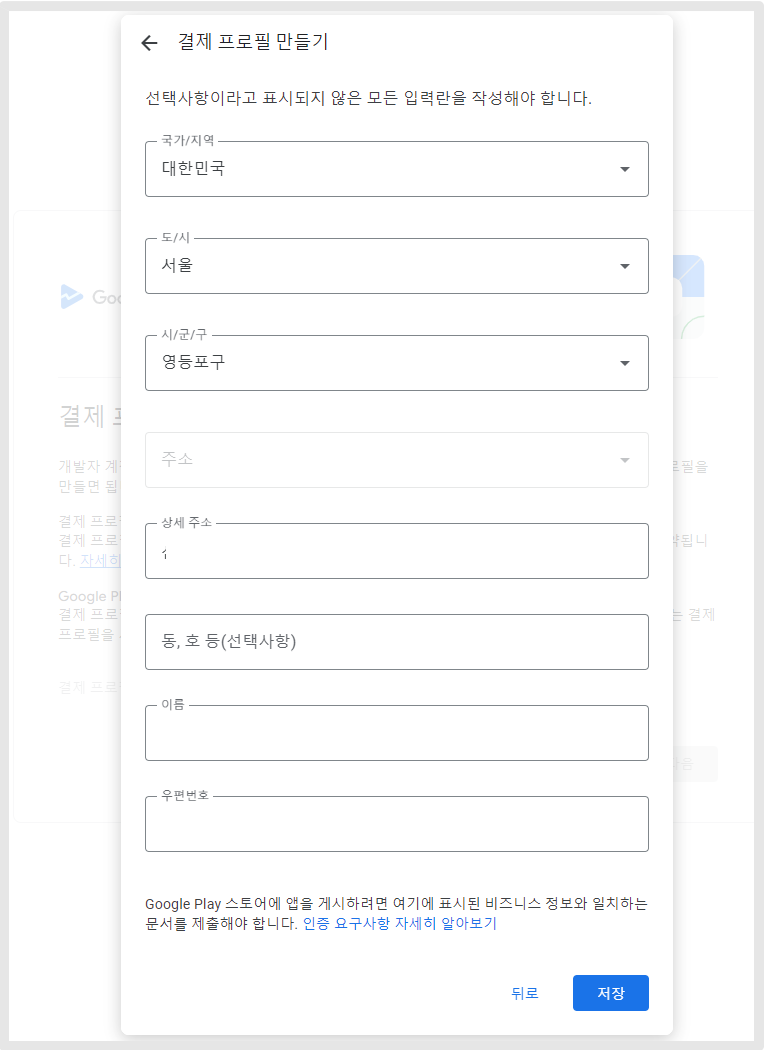 결제 프로필 만들기
선택사항이라고 표시되지 않은 모든 입력란을 작성해야 합니다.
국가/지역
대한민국
도/시
서울
Goo
시/군/구
영등포구
결제 프
주소
개발자 계
로필을
만들면 됩
상세 주소
결제 프로
결제 프로
약됩니
다. 자세히
Google Pl
결제 프로
는 결제
프로필을
동, 호 등(선택사항)
결제 프로
이름
우편번호
Google Play 스토어에 앱을 게시하려면 여기에 표시된 비즈니스 정보와 일치하는
문서를 제출해야 합니다. 인증 요구사항 자세히 알아보기
뒤로
저장